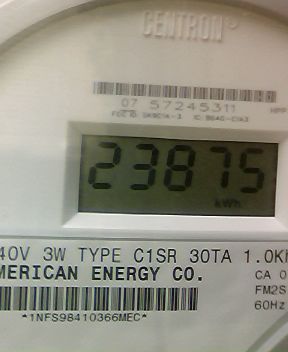 CENTRON
07 57245311
23875
kWh
40V 3W TYPE C1SR 30TA 1.0Kh
MERICAN ENERGY CO.
CA 0
FM2S
60Hz
*1NFS98410366MEC*